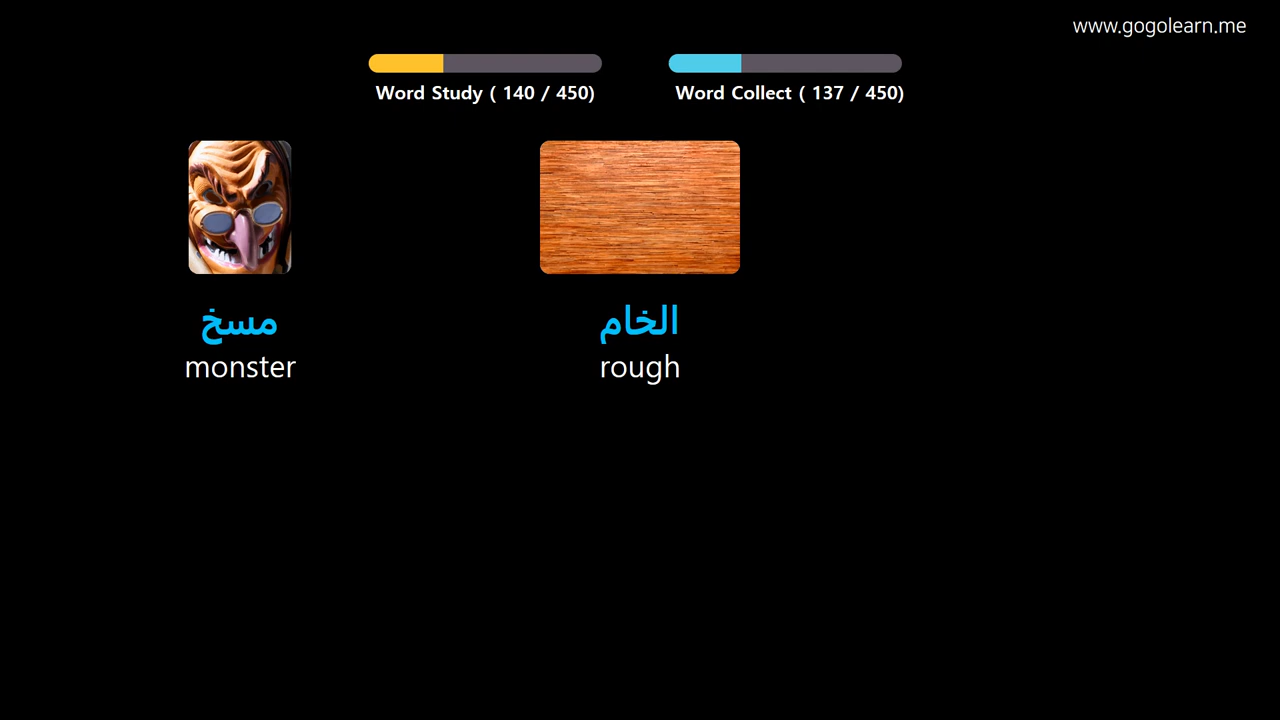 www.gogolearn.me
Word Study ( 140 / 450)
Word Collect ( 137 / 450)
مسخ
monster
الخام
rough